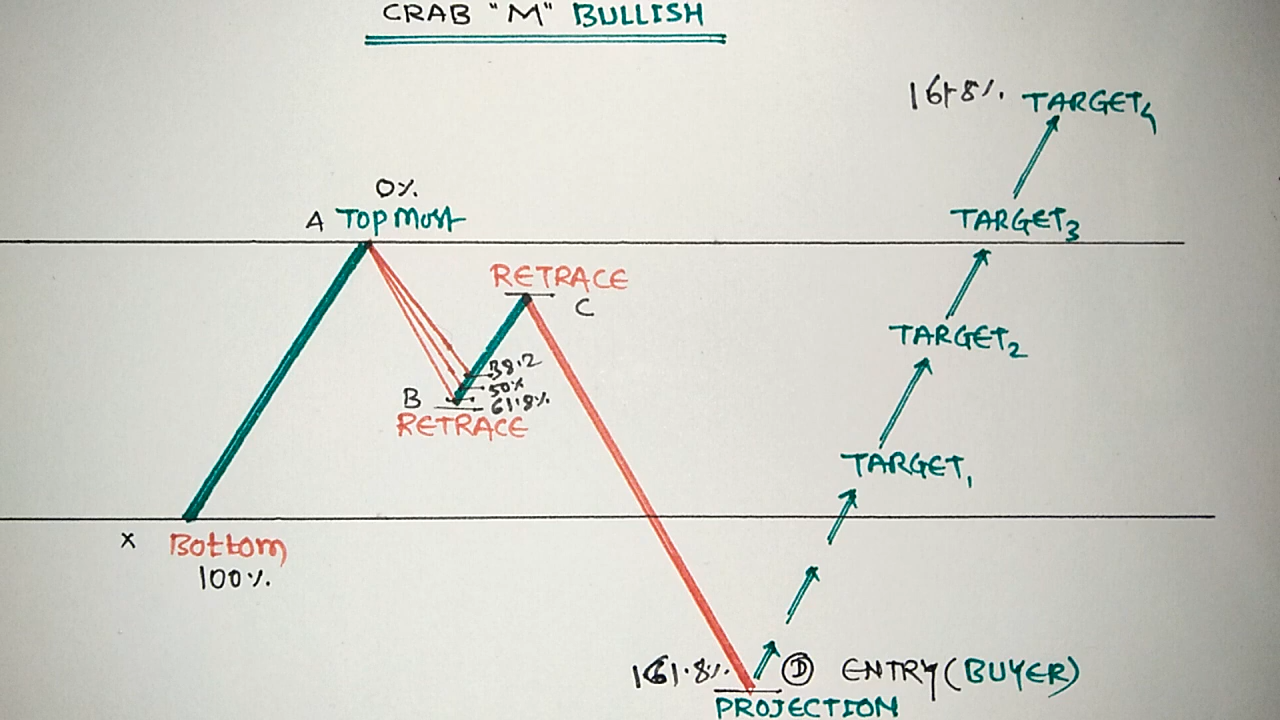 CRAB "M" BULLISH
161.8% TARGET4
0%
A TOP MOST
TARGET3
RETRACE
C
TARGET2
38.2
50%
B 61.8%
RETRACE
TARGET1
X Bottom
100%
161.8% D ENTRY (BUYER)
PROJECTION